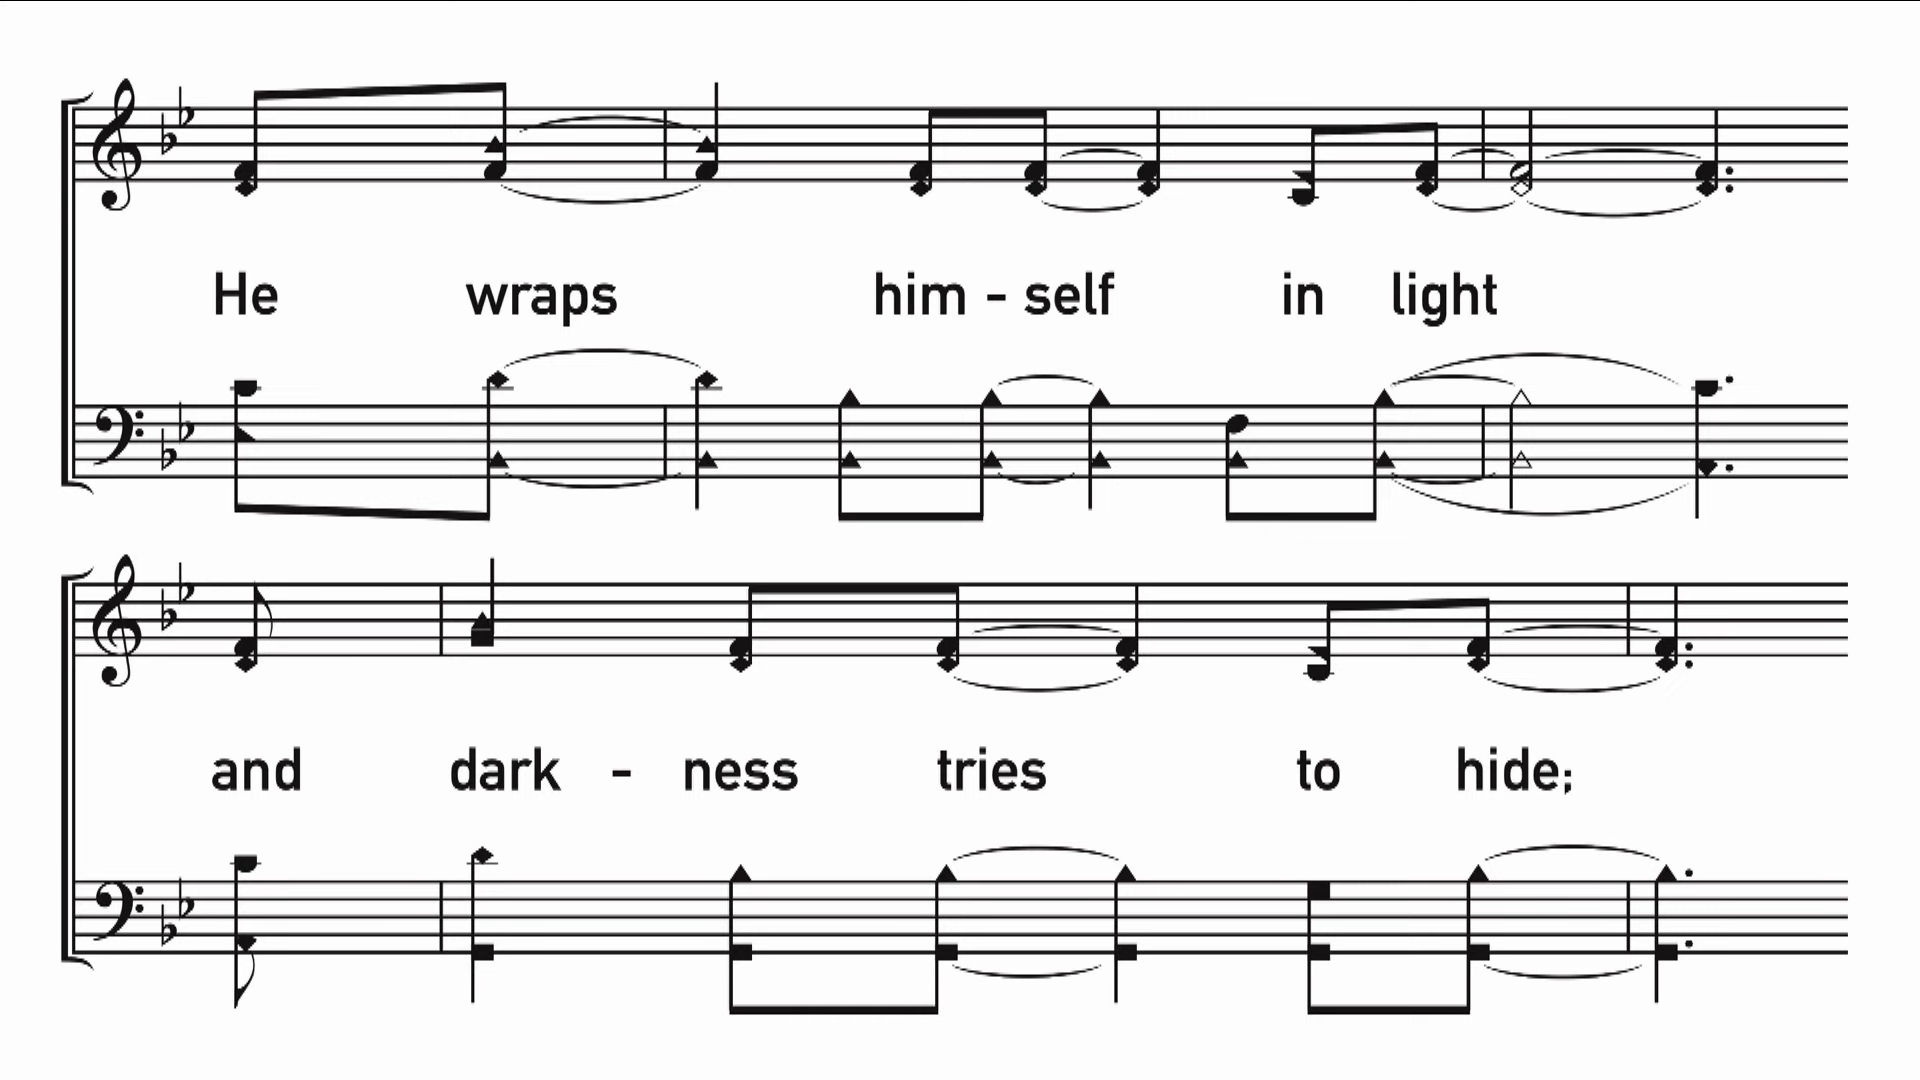 He wraps him - self in light
and dark - ness tries to hide;